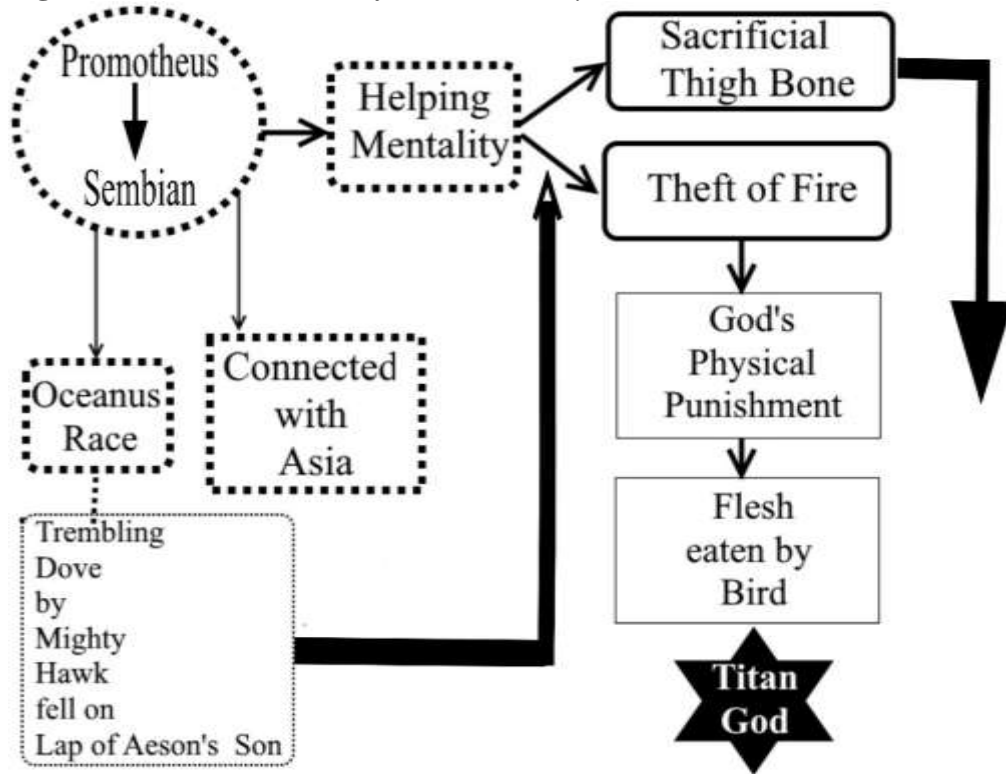 Promotheus
Sembian
Helping
Mentality
Sacrificial
Thigh Bone
Theft of Fire
God's
Physical
Punishment
Flesh
eaten by
Bird
Titan
God
Oceanus
Race
Connected
with
Asia
Trembling
Dove
by
Mighty
Hawk
fell on
Lap of Aeson's Son